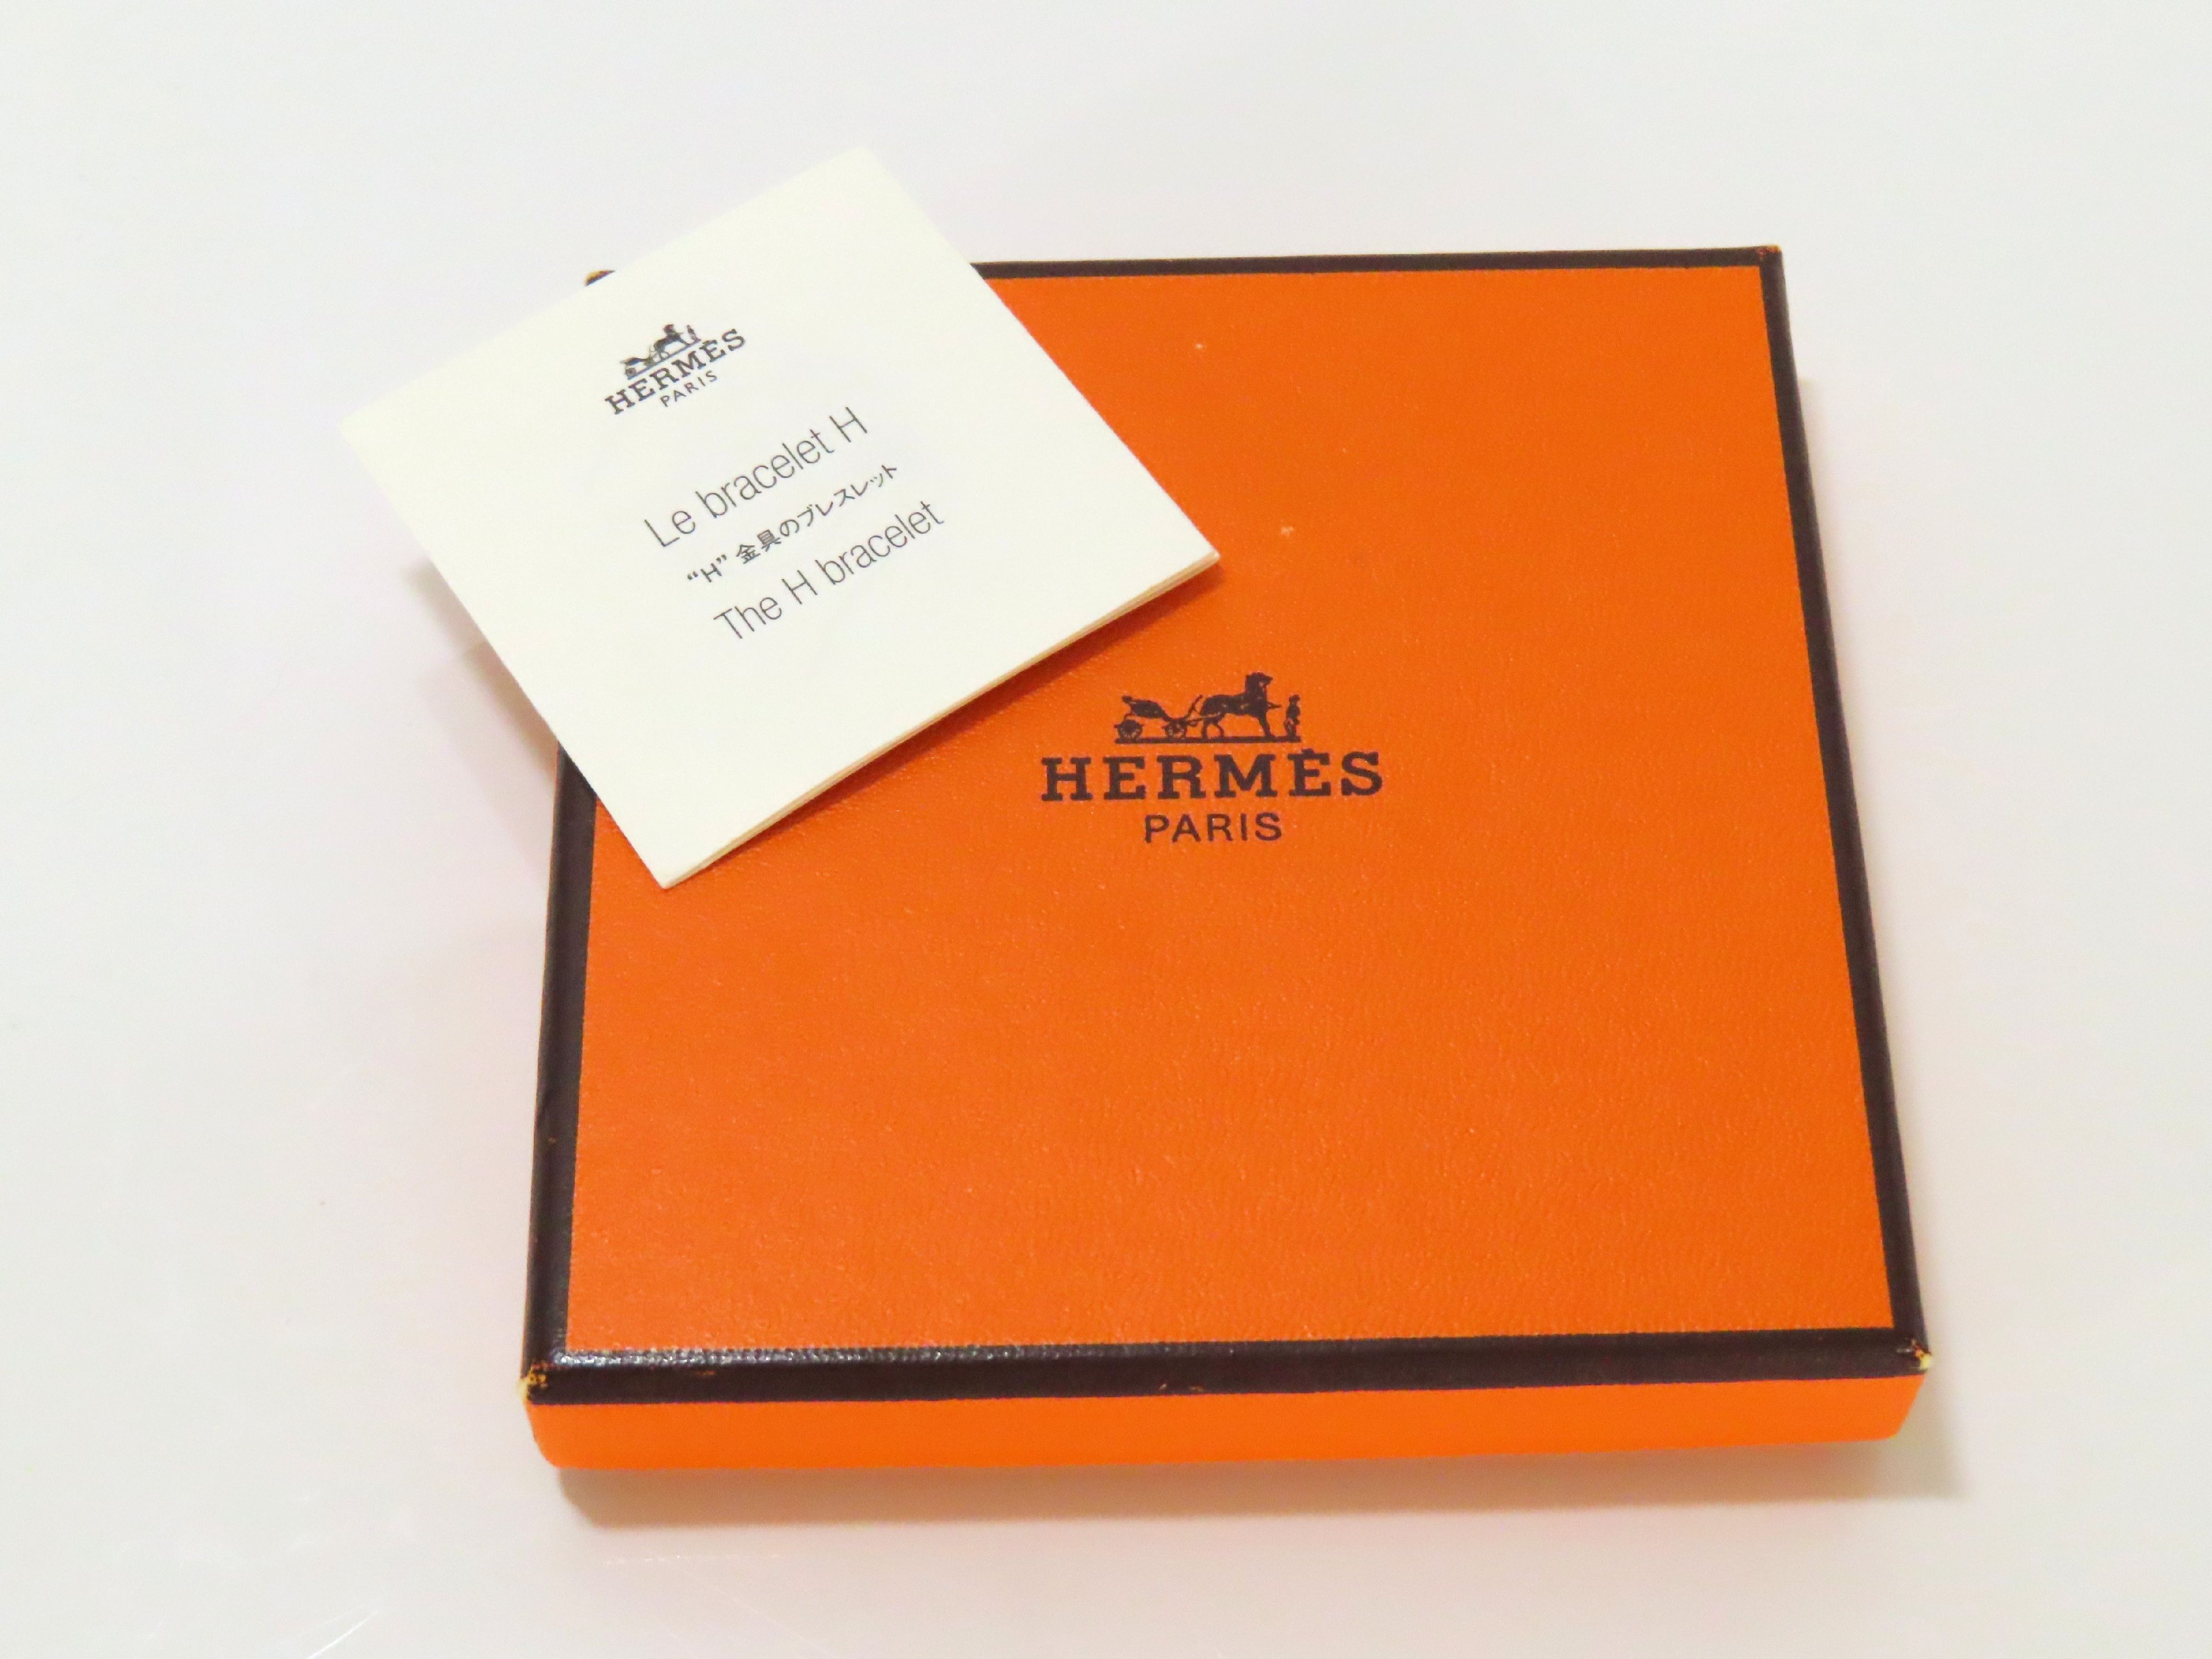 HERMÈS
PARIS
Le bracelet H
“H” 金具のブレスレット
The H bracelet
HERMÈS
PARIS